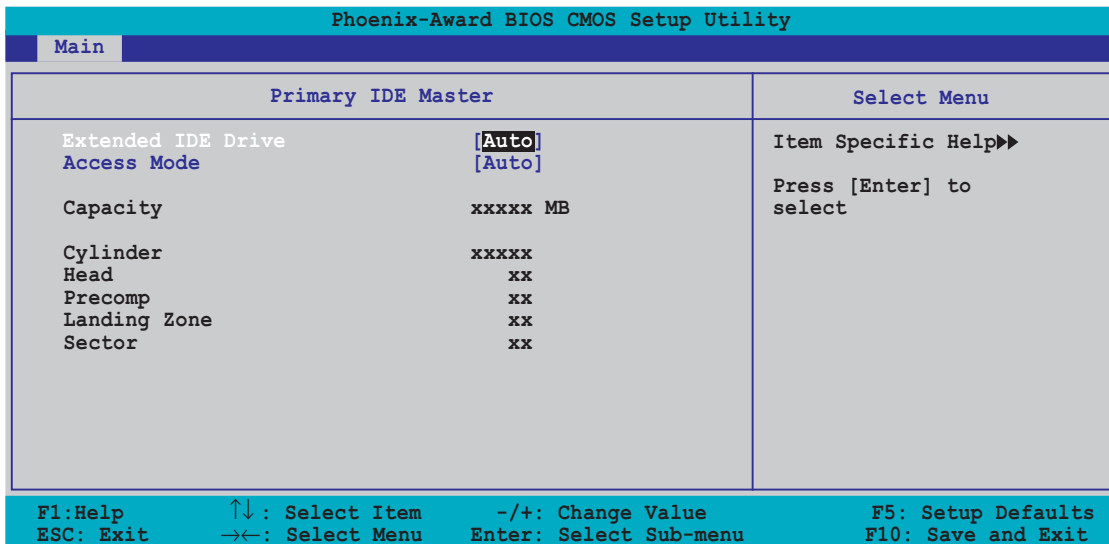 Phoenix-Award BIOS CMOS Setup Utility
Main
Primary IDE Master
Select Menu
Extended IDE Drive [Auto]
Access Mode [Auto]
Item Specific Help▶▶
Press [Enter] to
select
Capacity xxxxx MB
Cylinder xxxxx
Head xx
Precomp xx
Landing Zone xx
Sector xx
F1:Help ↑↓: Select Item -/+: Change Value F5: Setup Defaults
ESC: Exit →←: Select Menu Enter: Select Sub-menu F10: Save and Exit